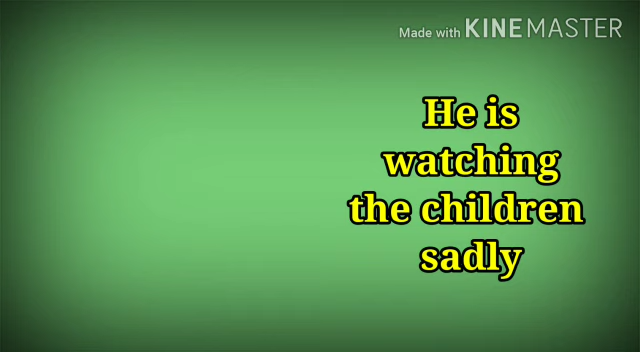 Made with KINEMASTER
He is
watching
the children
sadly